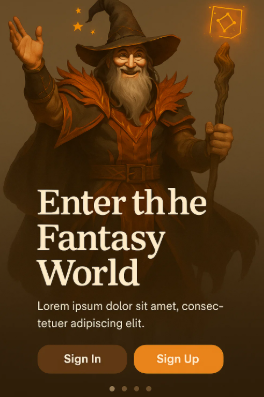 Enter thhe
Fantasy
World
Lorem ipsum dolor sit amet, consec-
tetuer adipiscing elit.
Sign In
Sign Up